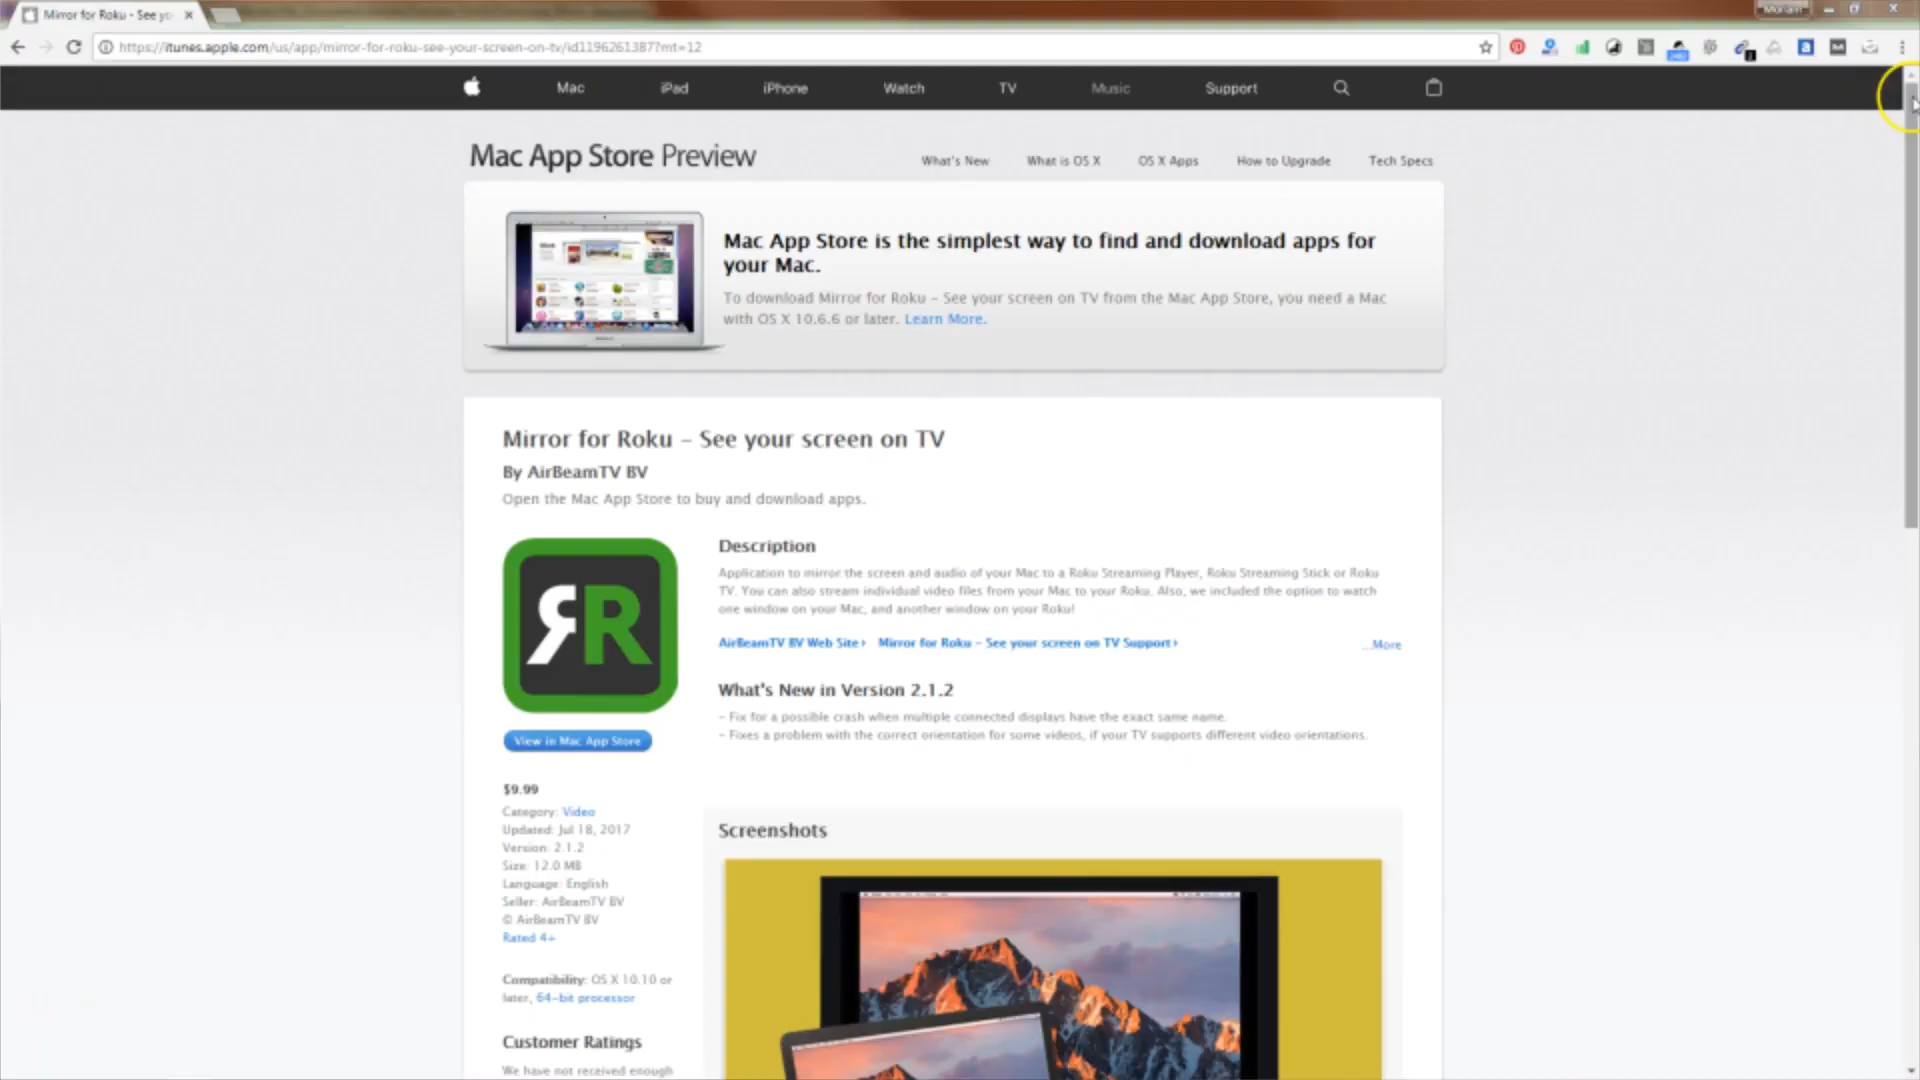 Mirror for Roku - See yo
Moriam
https://itunes.apple.com/us/app/mirror-for-roku-see-your-screen-on-tv/id1196261387?mt=12
Mac
iPad
iPhone
Watch
TV
Music
Support
Mac App Store Preview
What's New
What is OS X
OS X Apps
How to Upgrade
Tech Specs
Mac App Store is the simplest way to find and download apps for
your Mac.
To download Mirror for Roku – See your screen on TV from the Mac App Store, you need a Mac
with OS X 10.6.6 or later. Learn More.
Mirror for Roku – See your screen on TV
By AirBeamTV BV
Open the Mac App Store to buy and download apps.
Description
Application to mirror the screen and audio of your Mac to a Roku Streaming Player, Roku Streaming Stick or Roku
TV. You can also stream individual video files from your Mac to your Roku. Also, we included the option to watch
one window on your Mac, and another window on your Roku!
AirBeamTV BV Web Site
Mirror for Roku – See your screen on TV Support
...More
What's New in Version 2.1.2
– Fix for a possible crash when multiple connected displays have the exact same name.
– Fixes a problem with the correct orientation for some videos, if your TV supports different video orientations.
View in Mac App Store
$9.99
Category: Video
Updated: Jul 18, 2017
Version: 2.1.2
Size: 12.0 MB
Language: English
Seller: AirBeamTV BV
© AirBeamTV BV
Rated 4+
Compatibility: OS X 10.10 or
later, 64-bit processor
Customer Ratings
We have not received enough
Screenshots